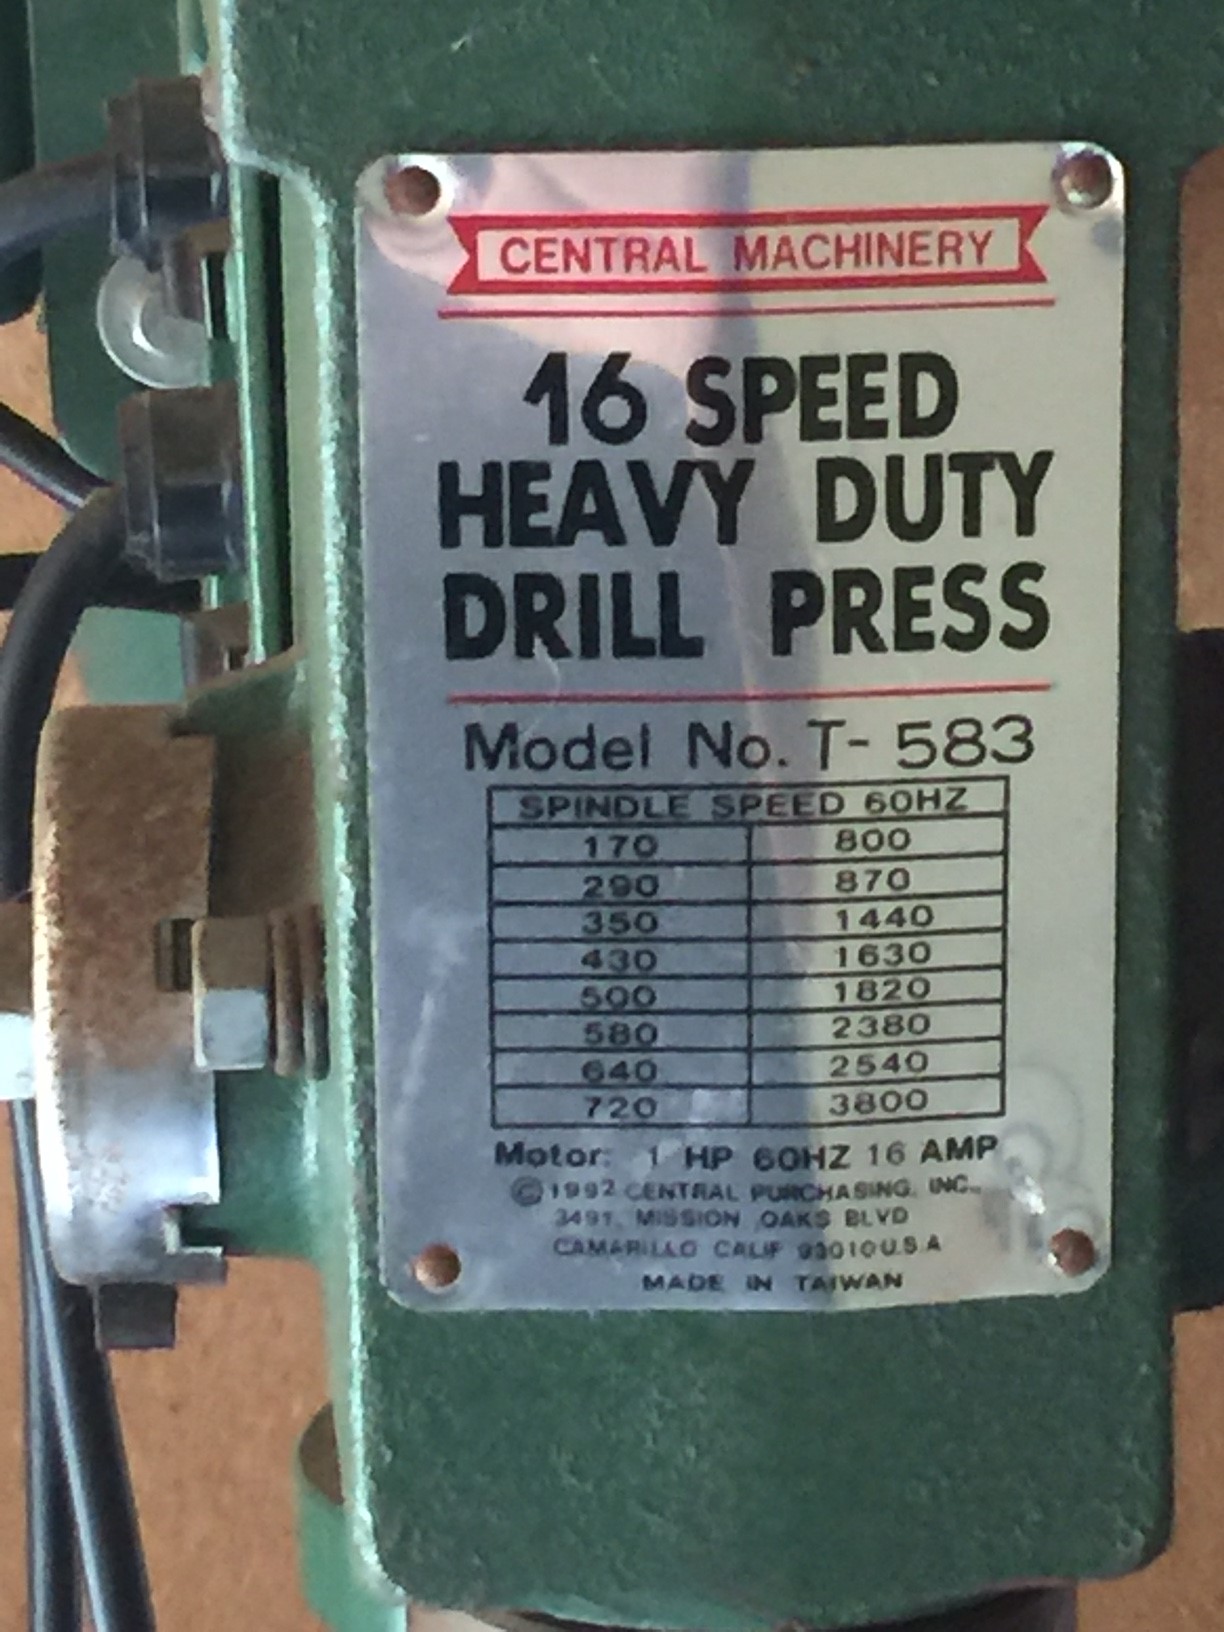 CENTRAL MACHINERY
16 SPEED
HEAVY DUTY
DRILL PRESS
Model No. T-583
SPINDLE SPEED 60HZ
170 800
290 870
350 1440
430 1630
500 1820
580 2380
640 2540
720 3800
Motor: 1 HP 60HZ 16 AMP
©1992 CENTRAL PURCHASING, INC.
3491, MISSION OAKS BLVD
CAMARILLO CALIF 93010 U.S.A
MADE IN TAIWAN